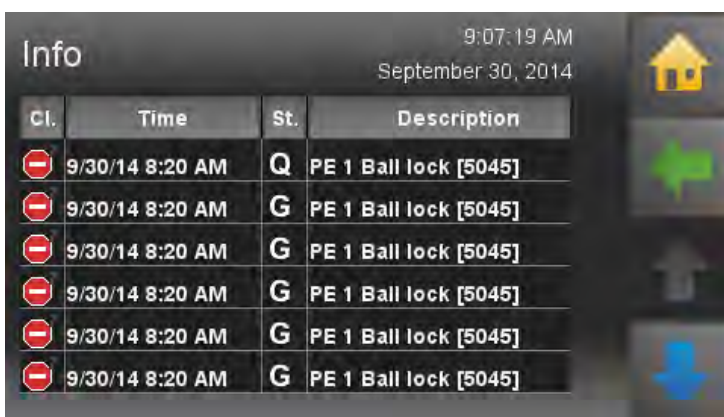 Info
9:07:19 AM
September 30, 2014
Cl. Time St. Description
9/30/14 8:20 AM Q PE 1 Ball lock [5045]
9/30/14 8:20 AM G PE 1 Ball lock [5045]
9/30/14 8:20 AM G PE 1 Ball lock [5045]
9/30/14 8:20 AM G PE 1 Ball lock [5045]
9/30/14 8:20 AM G PE 1 Ball lock [5045]
9/30/14 8:20 AM G PE 1 Ball lock [5045]